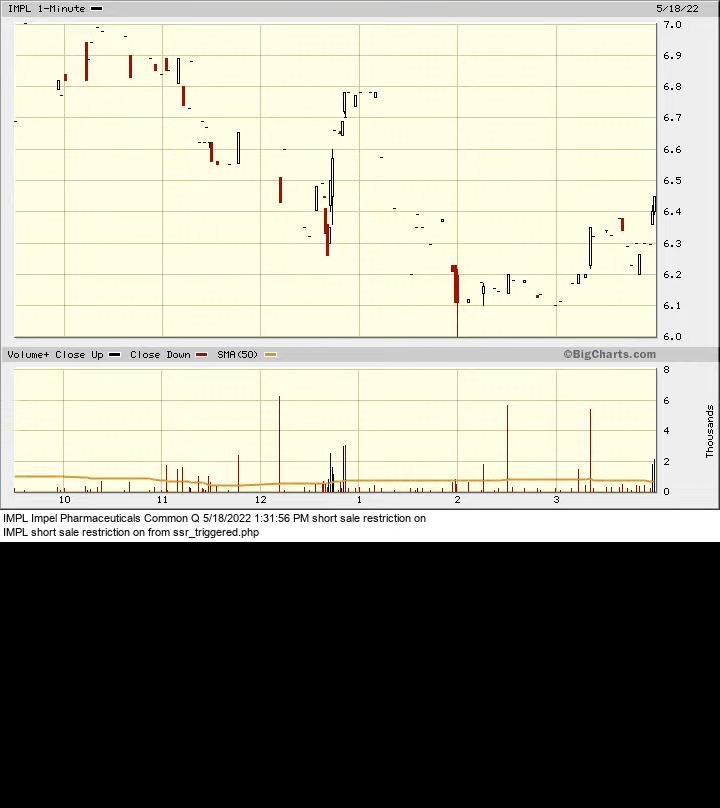 IMPL 1-Minute 5/18/22
7.0
6.9
6.8
6.7
6.6
6.5
6.4
6.3
6.2
6.1
6.0
Volume+ Close Up Close Down SMA(50) ©BigCharts.com
8
6
4
2
0
Thousands
10 11 12 1 2 3
IMPL Impel Pharmaceuticals Common Q 5/18/2022 1:31:56 PM short sale restriction on
IMPL short sale restriction on from ssr_triggered.php